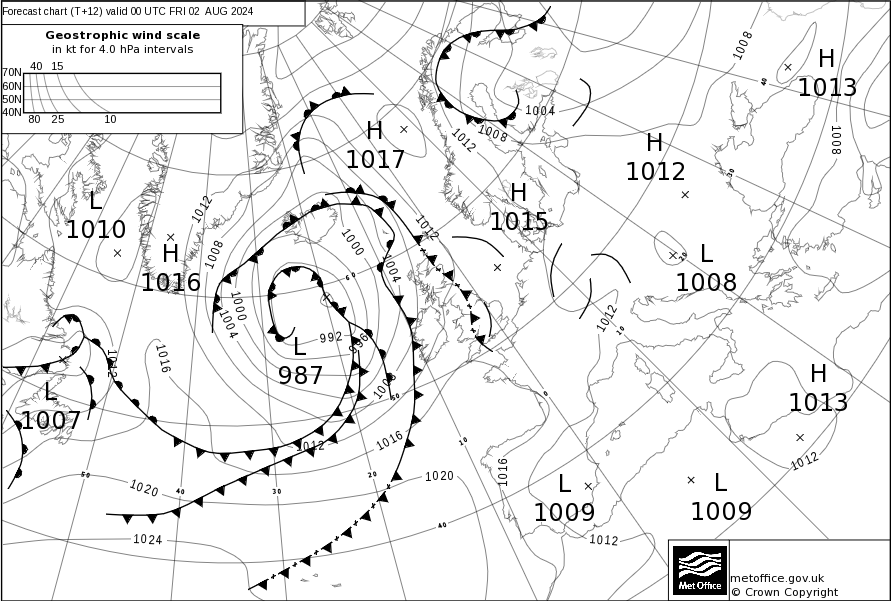 Forecast chart (T+12) valid 00 UTC FRI 02 AUG 2024
Geostrophic wind scale
in kt for 4.0 hPa intervals
40 15
70N
60N
50N
40N
80 25 10
H
1017
H
1013
H
1012
H
1015
L
1010
H
1016
L
1008
L
987
L
1007
H
1013
L
1009
L
1009
1008
1004
1008
1012
1008
1012
1008
1012
1000
1004
1000
1004
992
996
1008
1012
1016
1012
1012
1016
1016
1012
1020
1020
1024
1012
60
50
50
40
30
20
10
40
0
10
20
30
40
Met Office
metoffice.gov.uk
© Crown Copyright